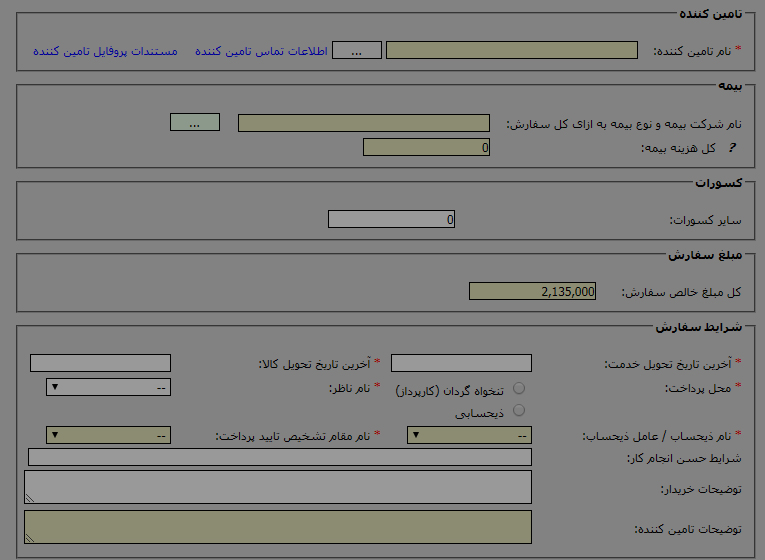 تامین کننده
* نام تامین کننده: ... اطلاعات تماس تامین کننده مستندات پروفایل تامین کننده
بیمه
نام شرکت بیمه و نوع بیمه به ازای کل سفارش: ...
? کل هزینه بیمه: 0
کسورات
سایر کسورات: 0
مبلغ سفارش
کل مبلغ خالص سفارش: 2,135,000
شرایط سفارش
* آخرین تاریخ تحویل خدمت: * آخرین تاریخ تحویل کالا:
* محل پرداخت: تنخواه گردان (کارپرداز) * نام ناظر: --
ذیحسابی
* نام ذیحساب / عامل ذیحساب: -- * نام مقام تشخیص تایید پرداخت: --
شرایط حسن انجام کار:
توضیحات خریدار:
توضیحات تامین کننده: